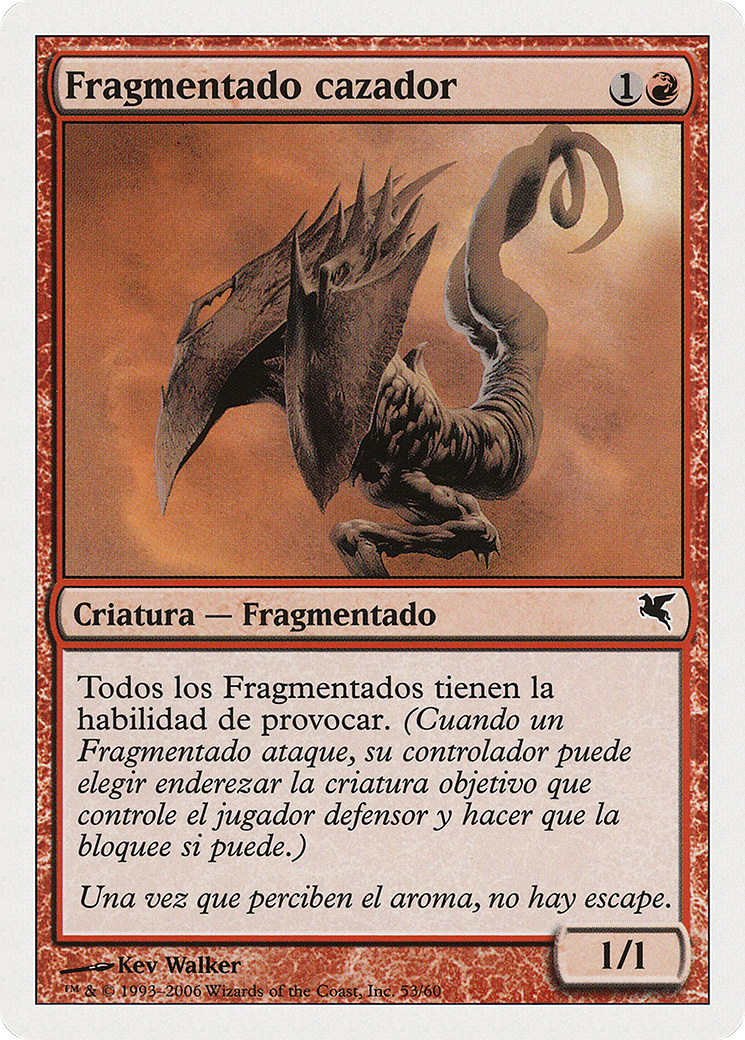 Fragmentado cazador
1
Criatura — Fragmentado
Todos los Fragmentados tienen la
habilidad de provocar. (Cuando un
Fragmentado ataque, su controlador puede
elegir enderezar la criatura objetivo que
controle el jugador defensor y hacer que la
bloquee si puede.)
Una vez que perciben el aroma, no hay escape.
1/1
Kev Walker
™ & © 1993–2006 Wizards of the Coast, Inc. 53/60